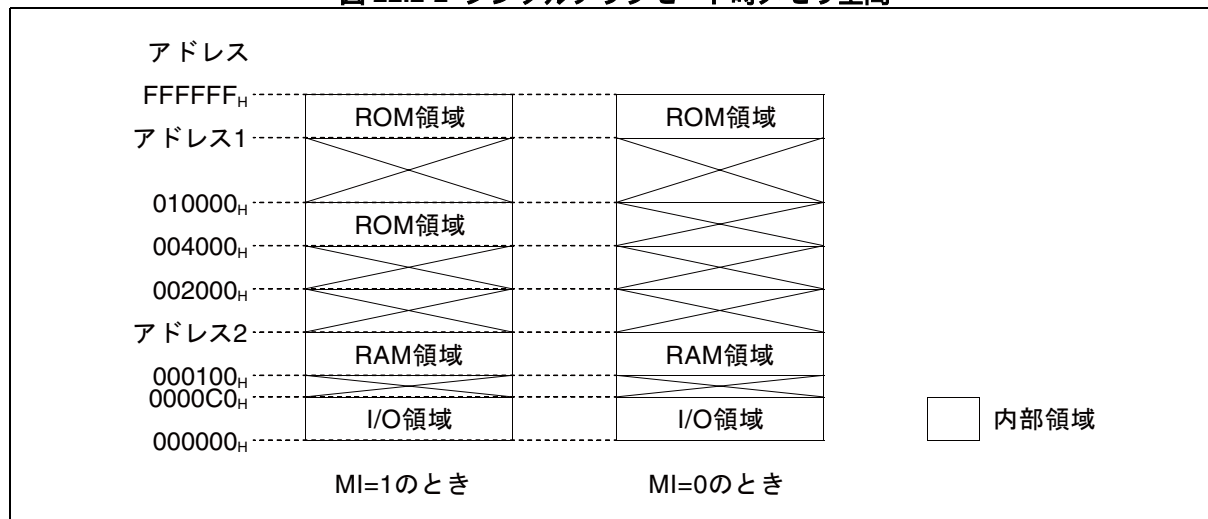 アドレス
FFFFFFH
ROM領域
ROM領域
アドレス1
010000H
ROM領域
004000H
002000H
アドレス2
RAM領域
RAM領域
000100H
0000C0H
I/O領域
I/O領域
内部領域
000000H
MI=1のとき
MI=0のとき